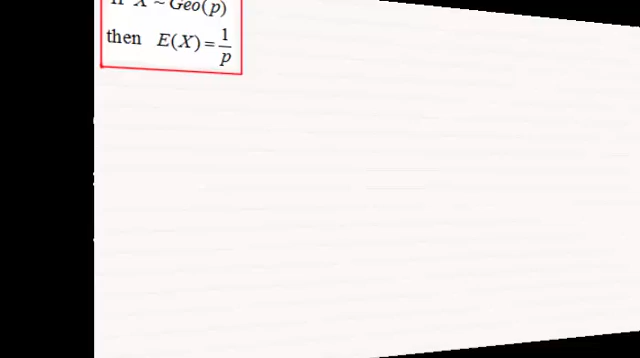 If X ~ Geo(p)
then E(X) = 1/p